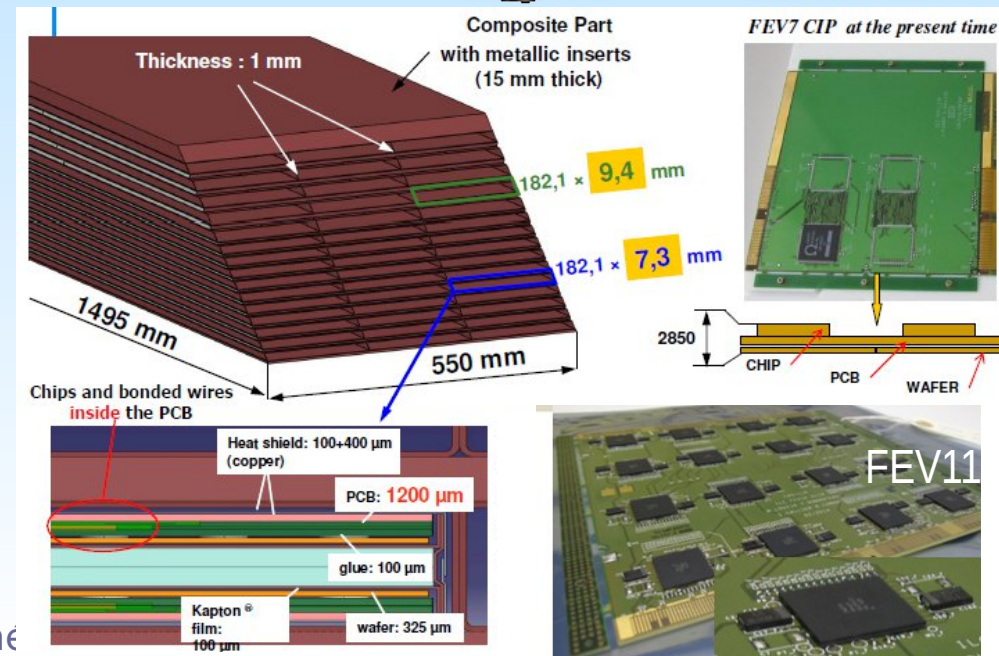 Composite Part
with metallic inserts
(15 mm thick)
Thickness : 1 mm
FEV7 CIP at the present time
182,1 × 9,4 mm
182,1 × 7,3 mm
1495 mm
550 mm
2850
CHIP
PCB
WAFER
Chips and bonded wires
inside the PCB
Heat shield: 100+400 µm
(copper)
PCB: 1200 µm
glue: 100 µm
Kapton ®
film:
100 µm
wafer: 325 µm
FEV11